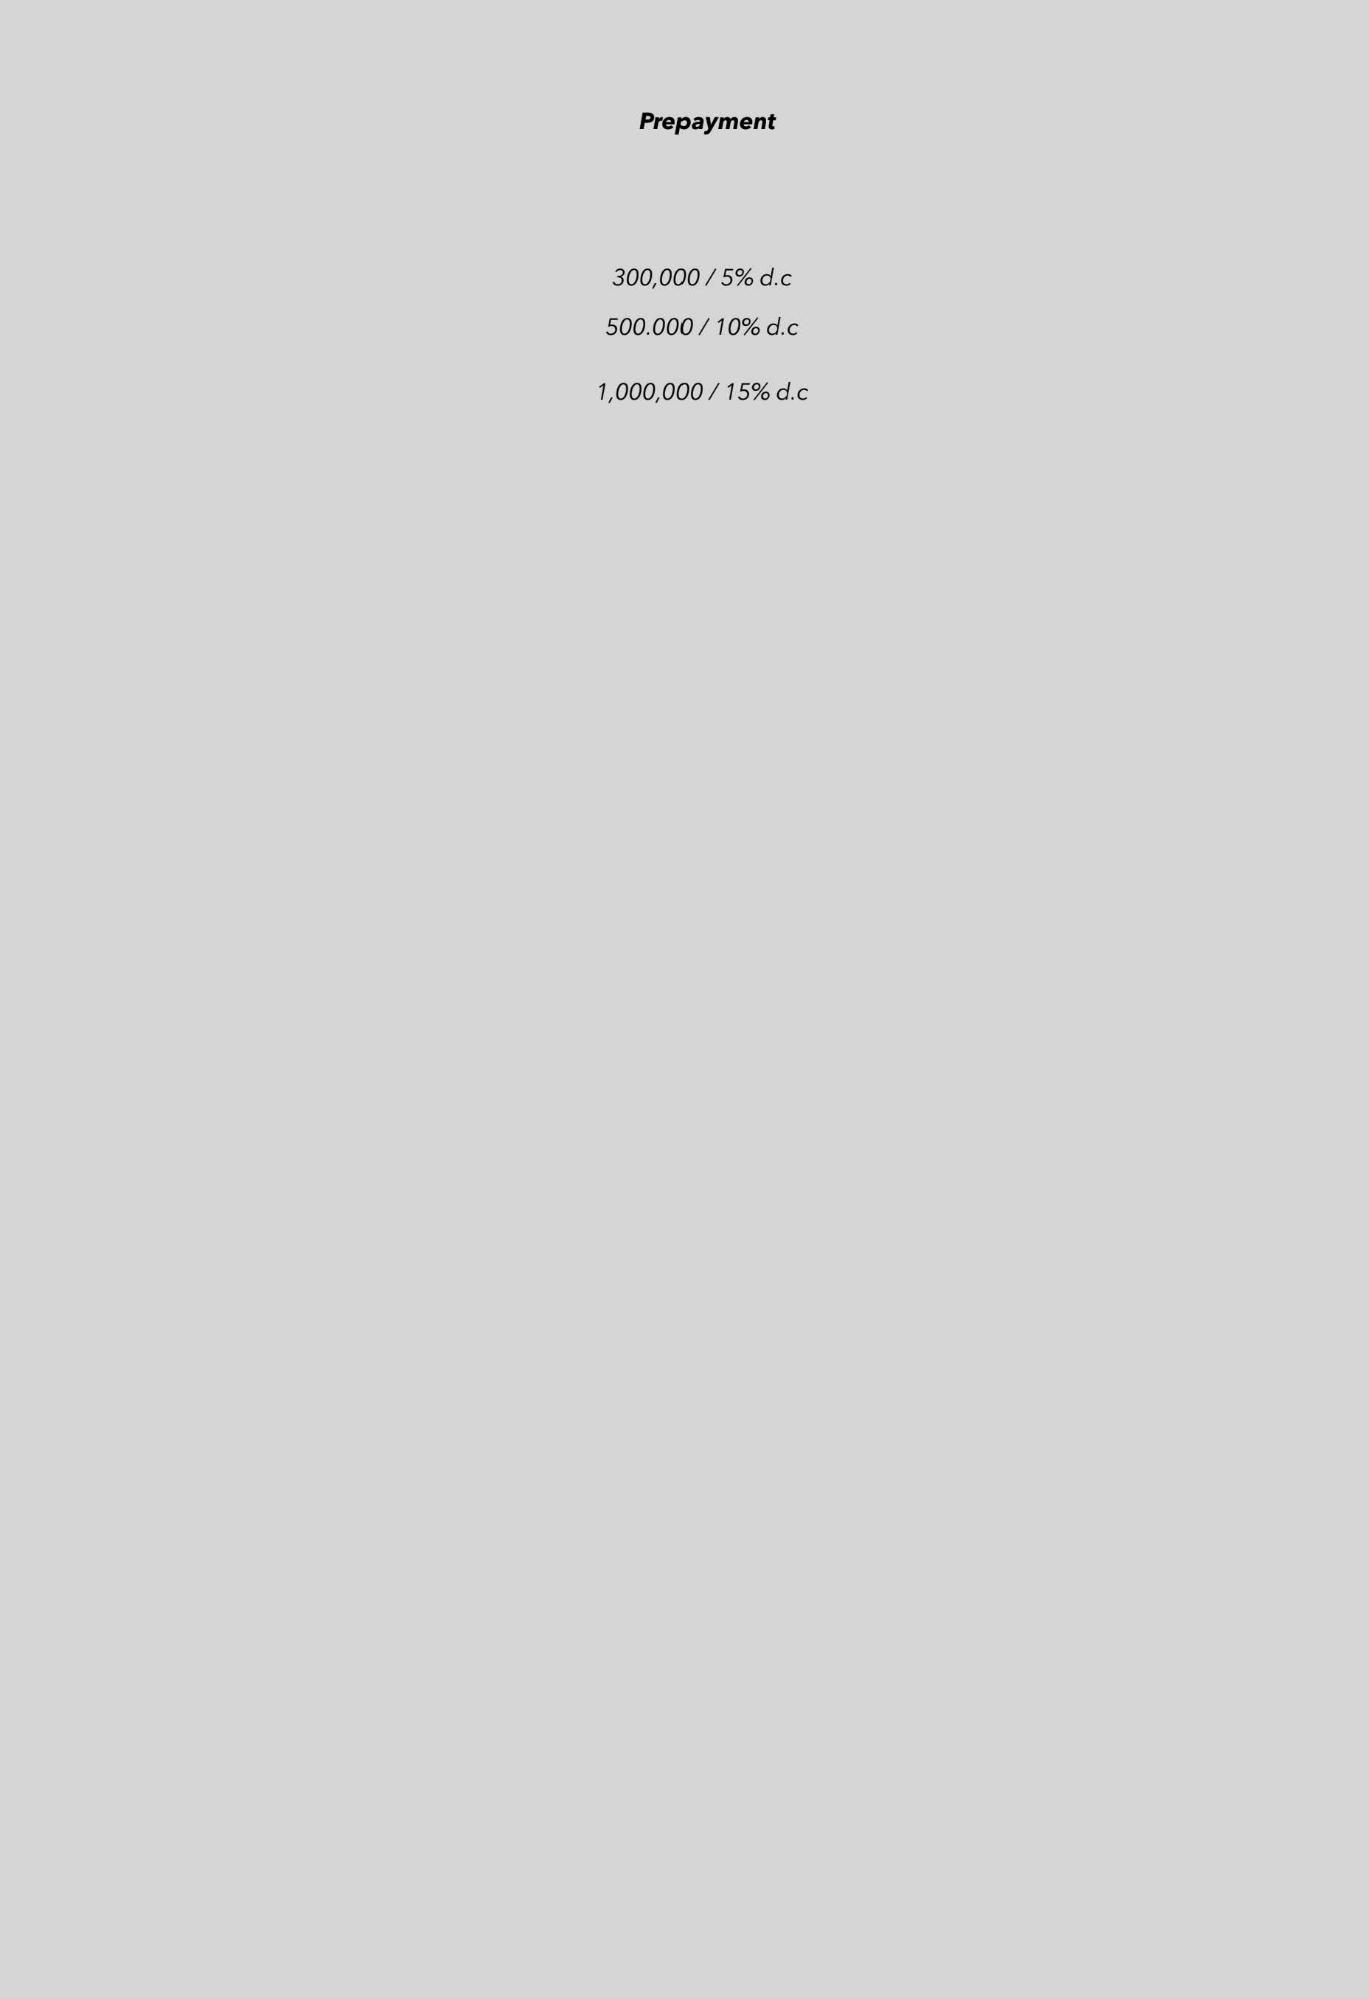 Prepayment
300,000 / 5% d.c
500.000 / 10% d.c
1,000,000 / 15% d.c